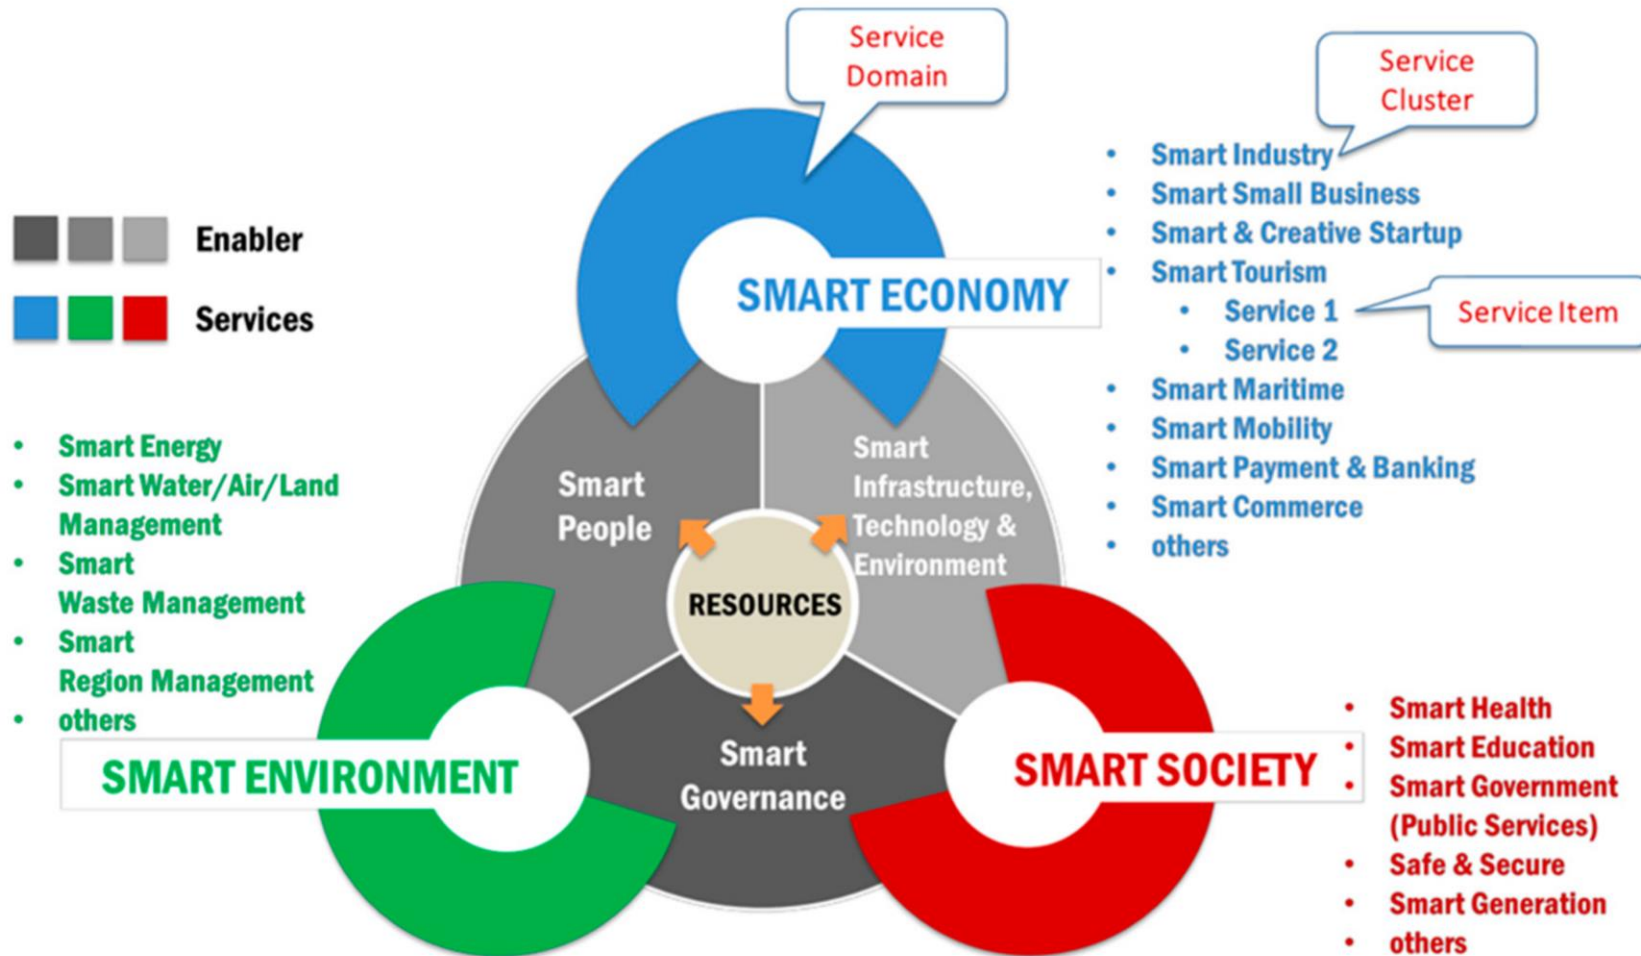 Service
Domain
Service
Cluster
• Smart Industry
• Smart Small Business
• Smart & Creative Startup
• Smart Tourism
• Service 1
• Service 2
Service Item
• Smart Maritime
• Smart Mobility
• Smart Payment & Banking
• Smart Commerce
• others
Enabler
Services
SMART ECONOMY
• Smart Energy
• Smart Water/Air/Land
Management
• Smart
Waste Management
• Smart
Region Management
• others
Smart
People
Smart
Infrastructure,
Technology &
Environment
RESOURCES
Smart
Governance
SMART ENVIRONMENT
SMART SOCIETY
• Smart Health
• Smart Education
• Smart Government
(Public Services)
• Safe & Secure
• Smart Generation
• others